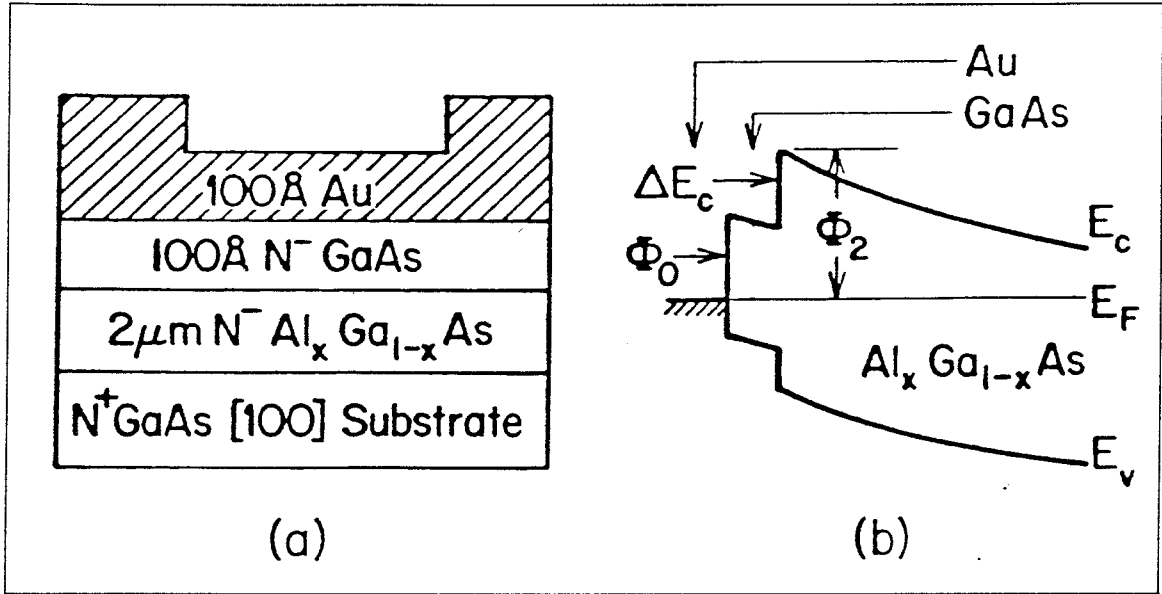 100Å Au
100Å N⁻ GaAs
2μm N⁻ AlₓGa₁₋ₓAs
N⁺GaAs [100] Substrate
(a)
Au
GaAs
ΔE_c
Φ₀
Φ₂
E_c
E_F
AlₓGa₁₋ₓAs
E_v
(b)